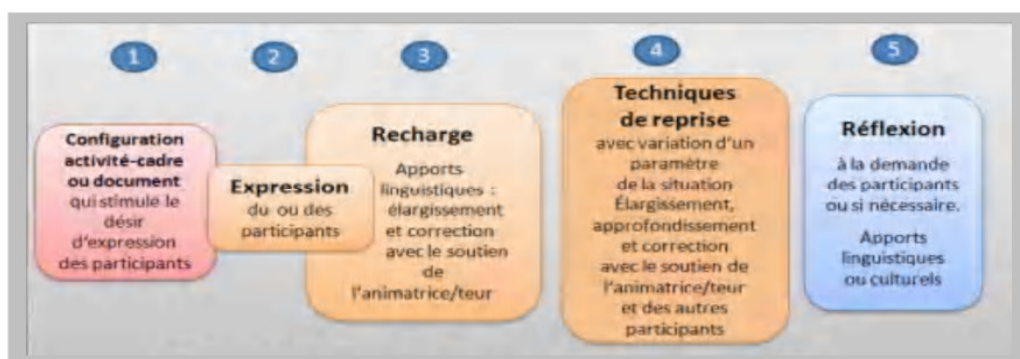 1
Configuration
activité-cadre
ou document
qui stimule le
désir
d'expression
des participants
2
Expression
du ou des
participants
3
Recharge
Apports
linguistiques :
élargissement
et correction
avec le soutien
de
l'animatrice/teur
4
Techniques
de reprise
avec variation d'un
paramètre
de la situation
Élargissement,
approfondissement
et correction
avec le soutien de
l'animatrice/teur
et des autres
participants
5
Réflexion
à la demande
des participants
ou si nécessaire.
Apports
linguistiques
ou culturels